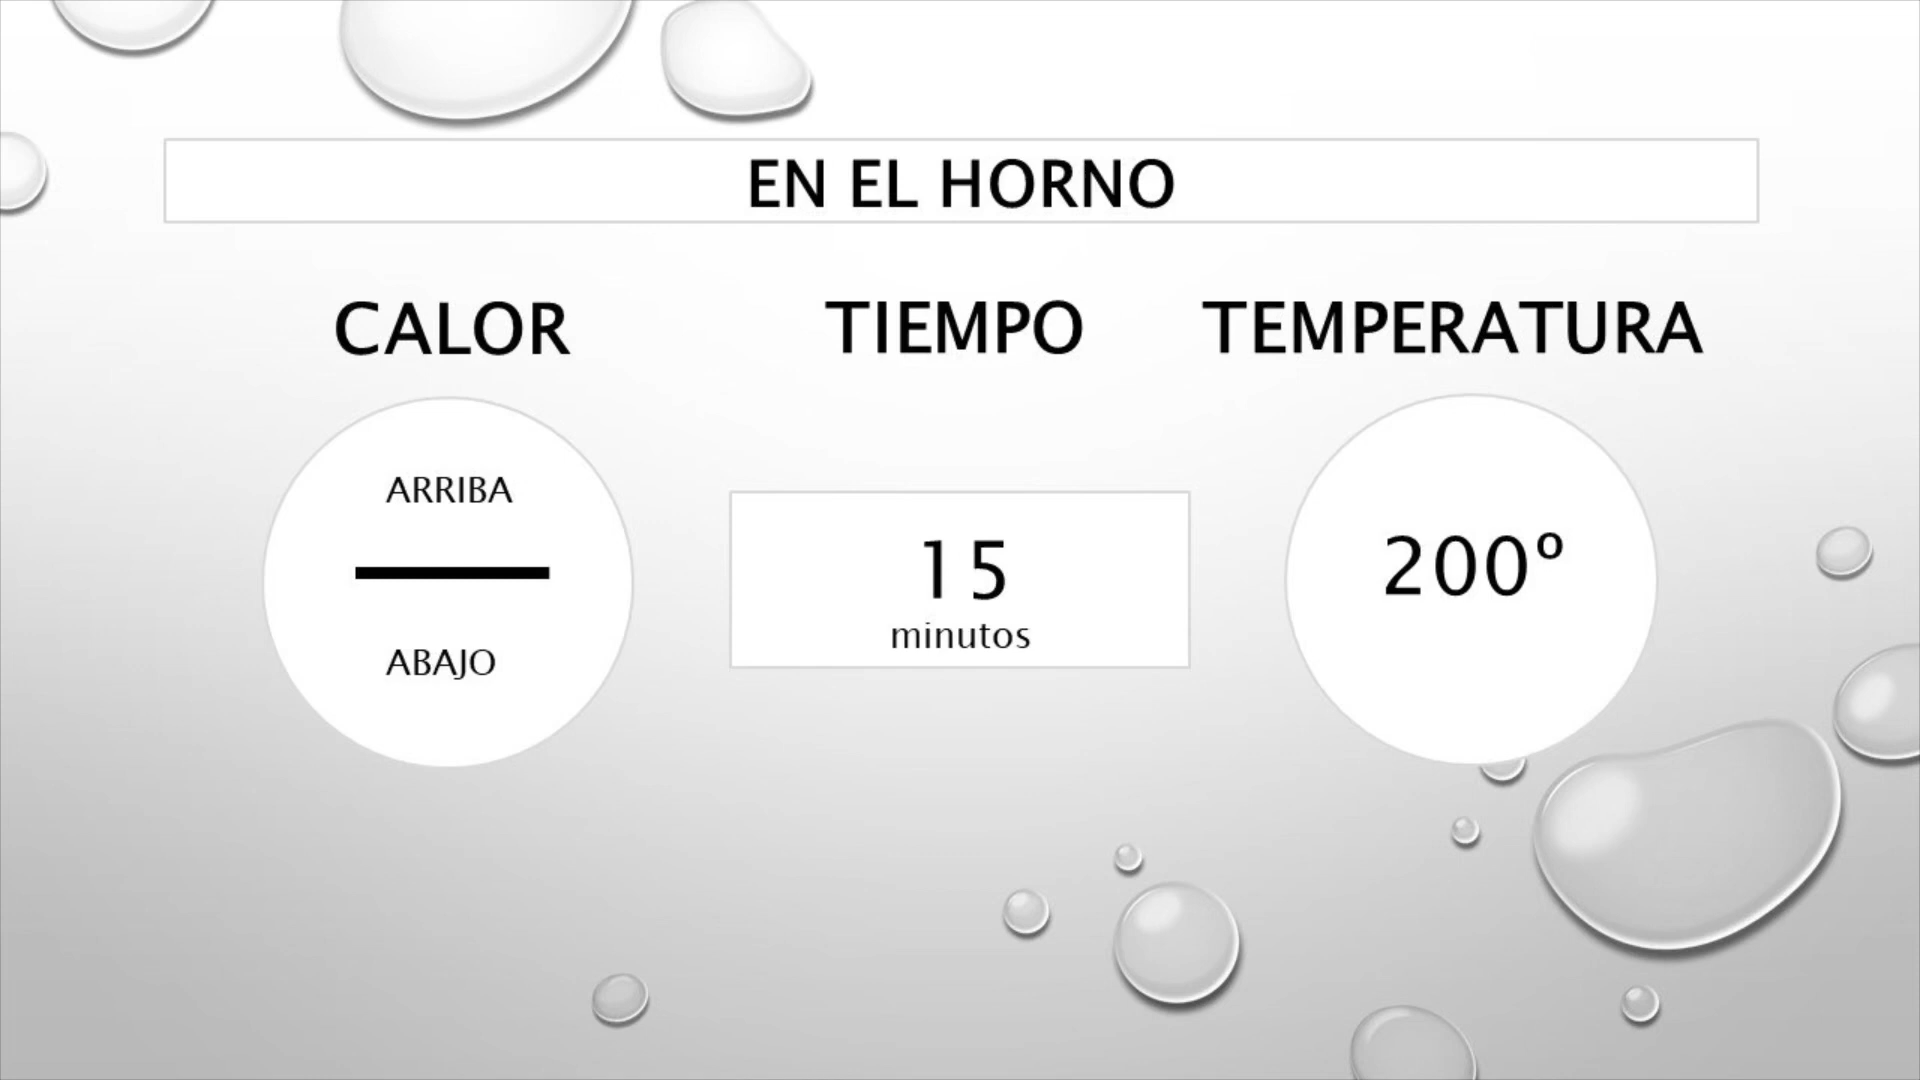 EN EL HORNO
CALOR
TIEMPO
TEMPERATURA
ARRIBA
ABAJO
15
minutos
200º